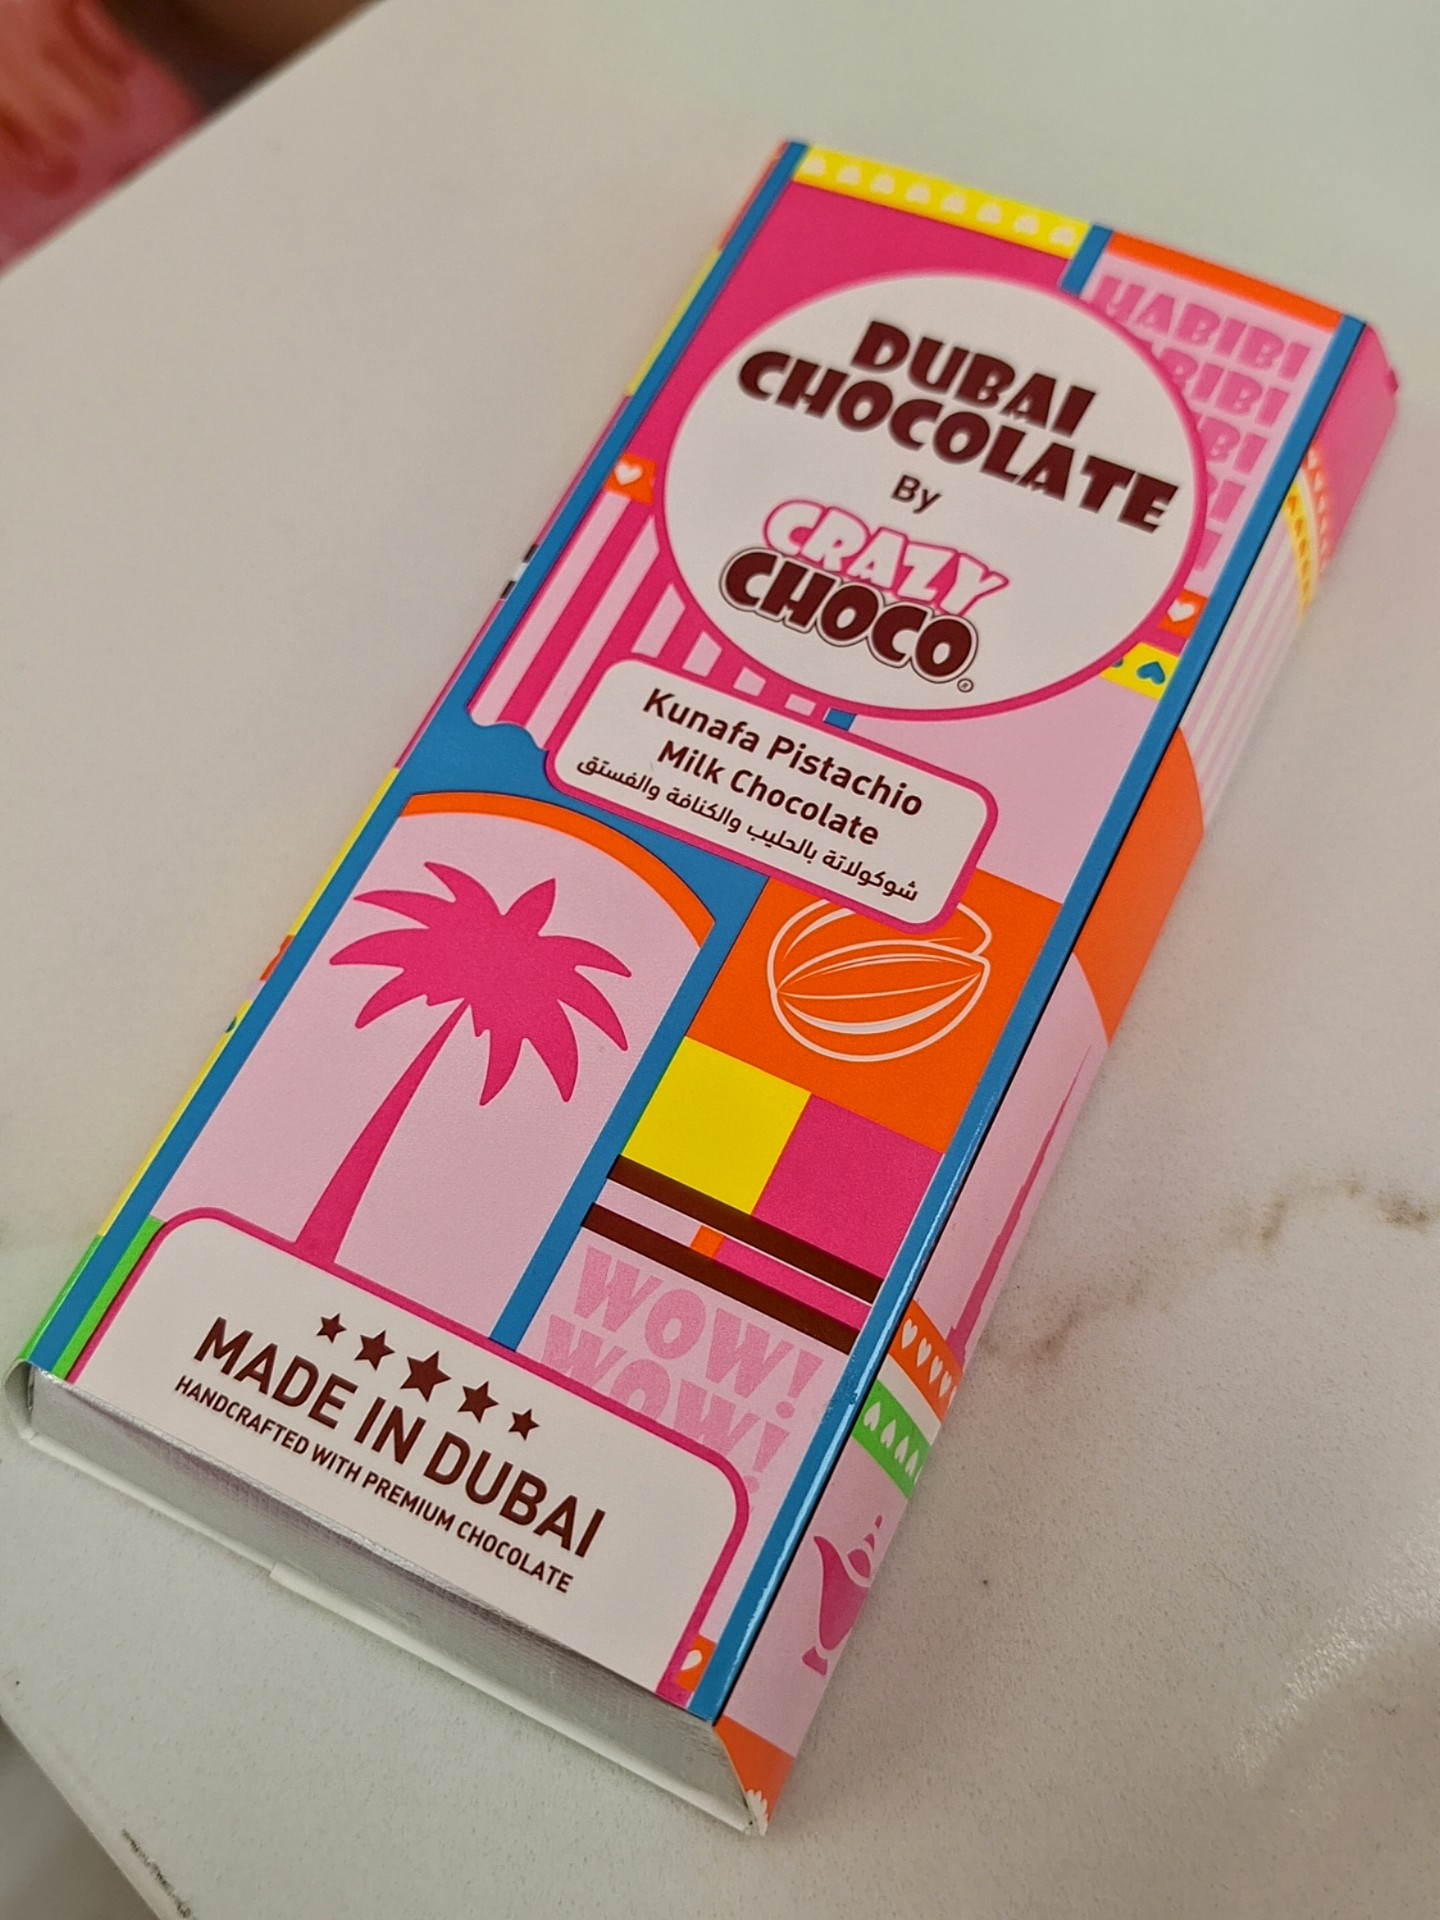 DUBAI
CHOCOLATE
By
CRAZY
CHOCO®
Kunafa Pistachio
Milk Chocolate
شوكولاتة بالحليب والكنافة والفستق
HABIBI
WOW!
WOW!
MADE IN DUBAI
HANDCRAFTED WITH PREMIUM CHOCOLATE